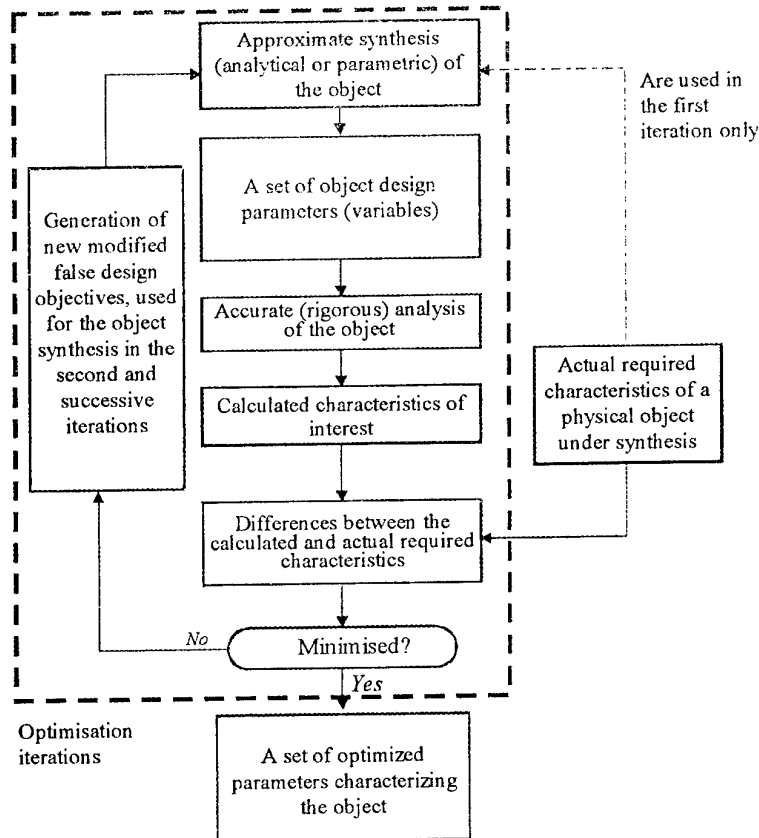 Approximate synthesis
(analytical or parametric) of
the object
Are used in
the first
iteration only
A set of object design
parameters (variables)
Generation of
new modified
false design
objectives, used
for the object
synthesis in the
second and
successive
iterations
Accurate (rigorous) analysis
of the object
Calculated characteristics of
interest
Actual required
characteristics of a
physical object
under synthesis
Differences between the
calculated and actual required
characteristics
No
Minimised?
Yes
Optimisation
iterations
A set of optimized
parameters characterizing
the object